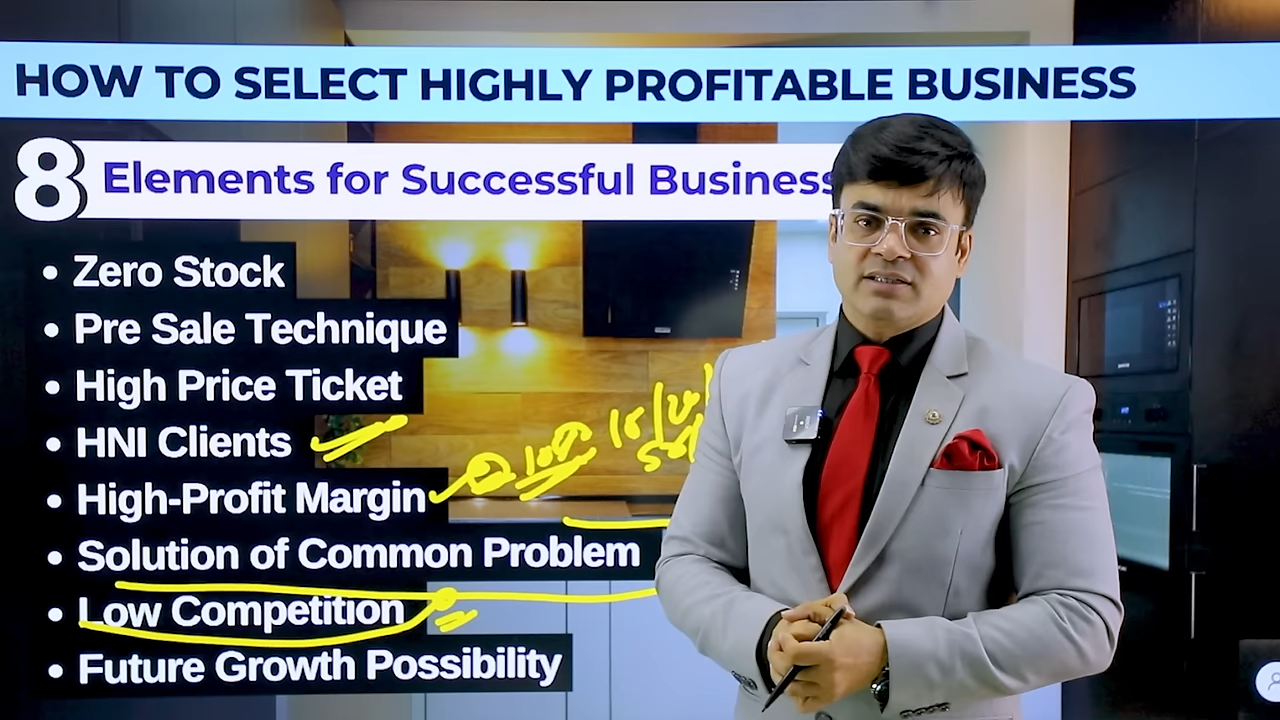 HOW TO SELECT HIGHLY PROFITABLE BUSINESS
8 Elements for Successful Business
• Zero Stock
• Pre Sale Technique
• High Price Ticket
• HNI Clients
• High-Profit Margin
• Solution of Common Problem
• Low Competition
• Future Growth Possibility